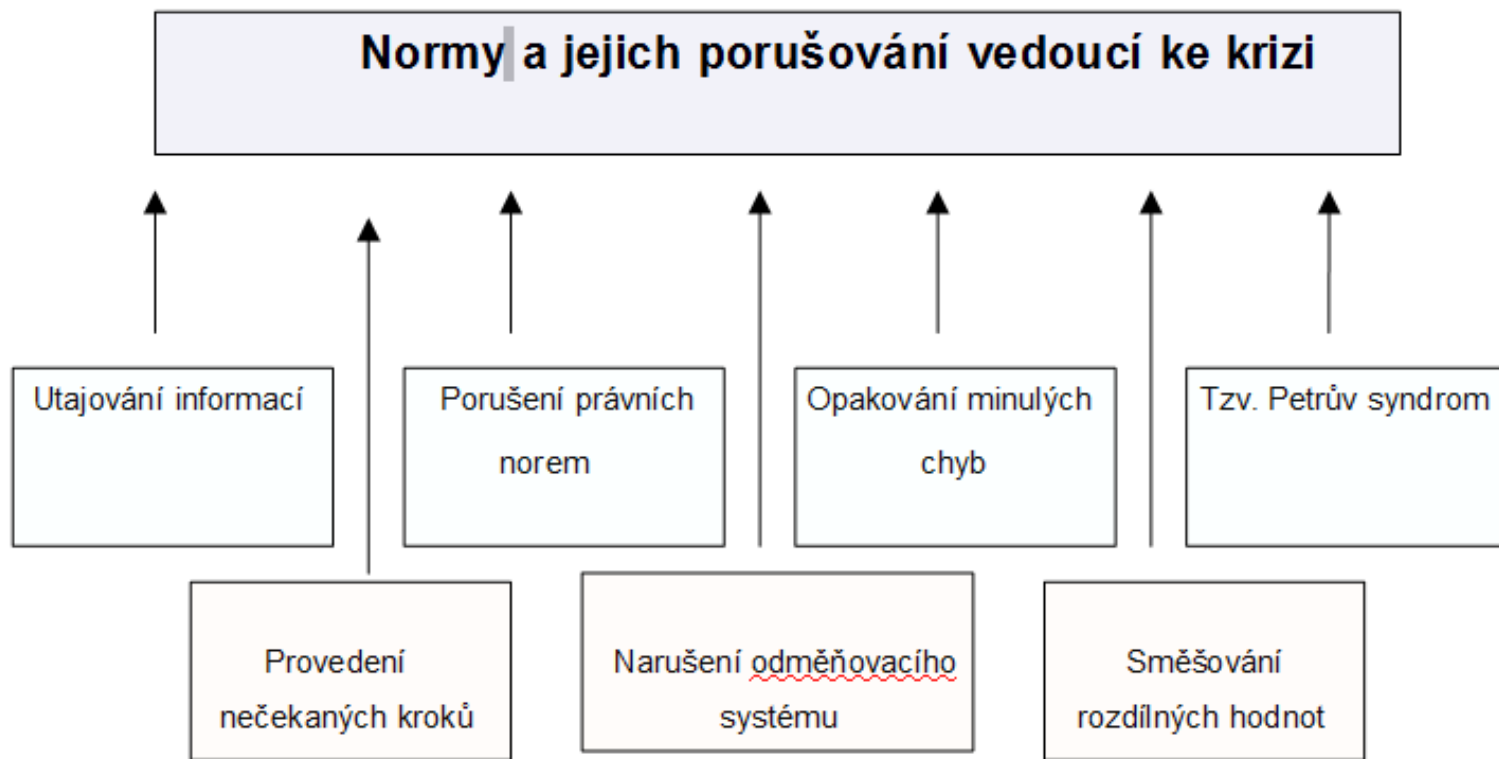 Normy a jejich porušování vedoucí ke krizi
Utajování informací
Porušení právních
norem
Opakování minulých
chyb
Tzv. Petrův syndrom
Provedení
nečekaných kroků
Narušení odměňovacího
systému
Směšování
rozdílných hodnot